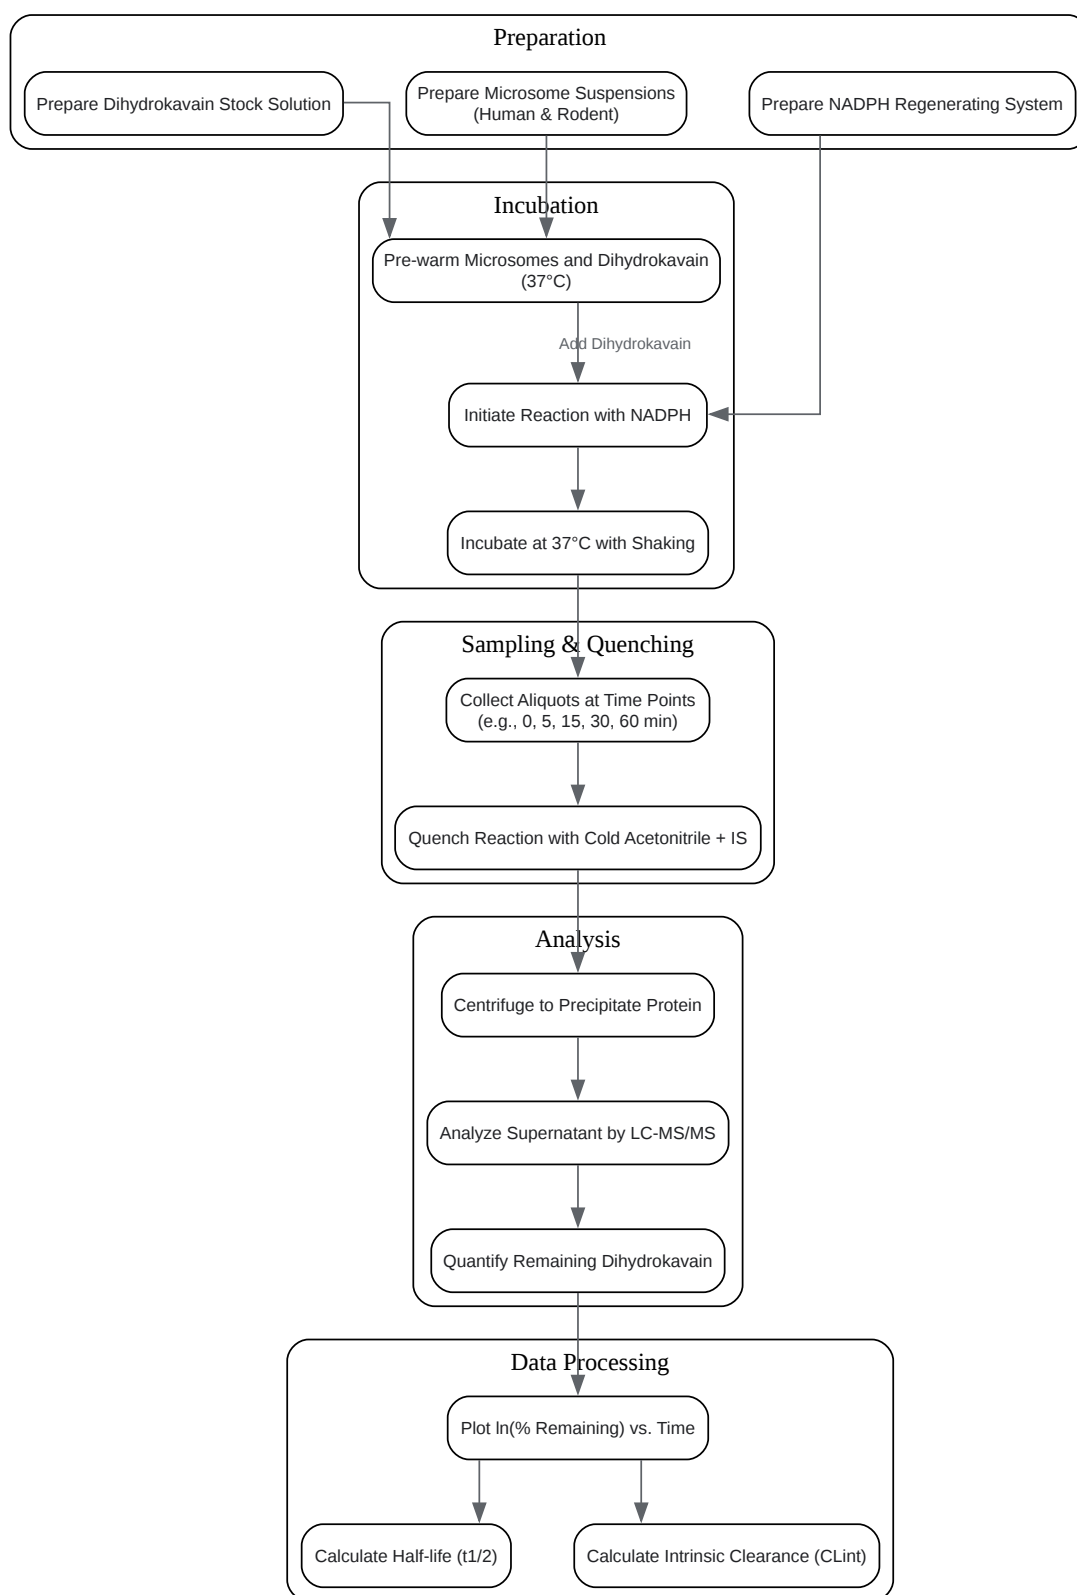 Preparation
Prepare Dihydrokavain Stock Solution
Prepare Microsome Suspensions
(Human & Rodent)
Prepare NADPH Regenerating System
Incubation
Pre-warm Microsomes and Dihydrokavain
(37°C)
Add Dihydrokavain
Initiate Reaction with NADPH
Incubate at 37°C with Shaking
Sampling & Quenching
Collect Aliquots at Time Points
(e.g., 0, 5, 15, 30, 60 min)
Quench Reaction with Cold Acetonitrile + IS
Analysis
Centrifuge to Precipitate Protein
Analyze Supernatant by LC-MS/MS
Quantify Remaining Dihydrokavain
Data Processing
Plot ln(% Remaining) vs. Time
Calculate Half-life (t1/2)
Calculate Intrinsic Clearance (CLint)